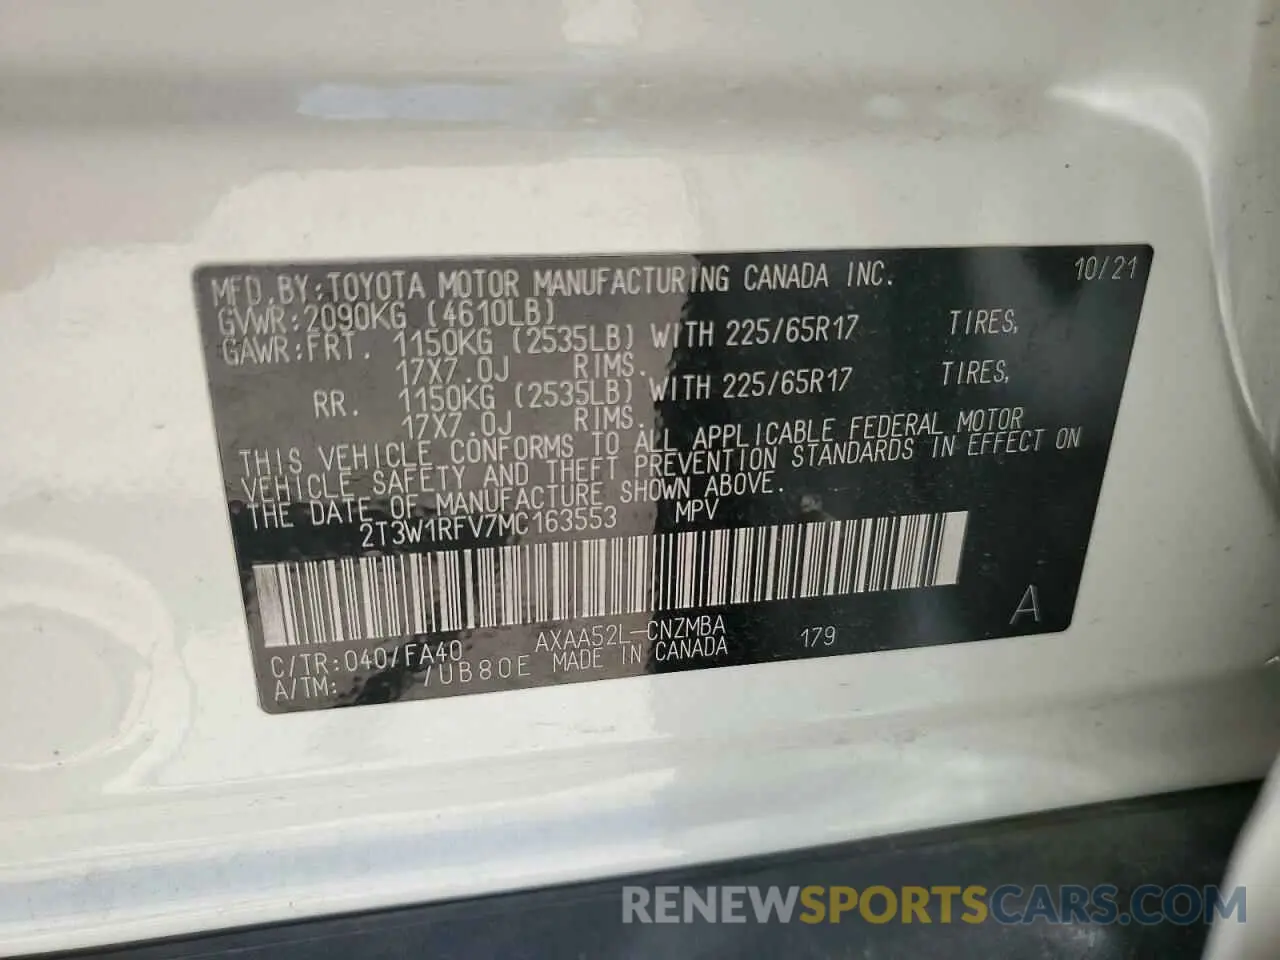 MFD.BY:TOYOTA MOTOR MANUFACTURING CANADA INC. 10/21
GVWR:2090KG (4610LB)
GAWR:FRT. 1150KG (2535LB) WITH 225/65R17 TIRES,
17X7.0J RIMS.
RR. 1150KG (2535LB) WITH 225/65R17 TIRES,
17X7.0J RIMS.
THIS VEHICLE CONFORMS TO ALL APPLICABLE FEDERAL MOTOR
VEHICLE SAFETY AND THEFT PREVENTION STANDARDS IN EFFECT ON
THE DATE OF MANUFACTURE SHOWN ABOVE.
2T3W1RFV7MC163553 MPV
C/TR:040/FA40 AXAA52L-CNZMBA 179 A
A/TM: /UB80E MADE IN CANADA
RENEWSPORTSCARS.COM